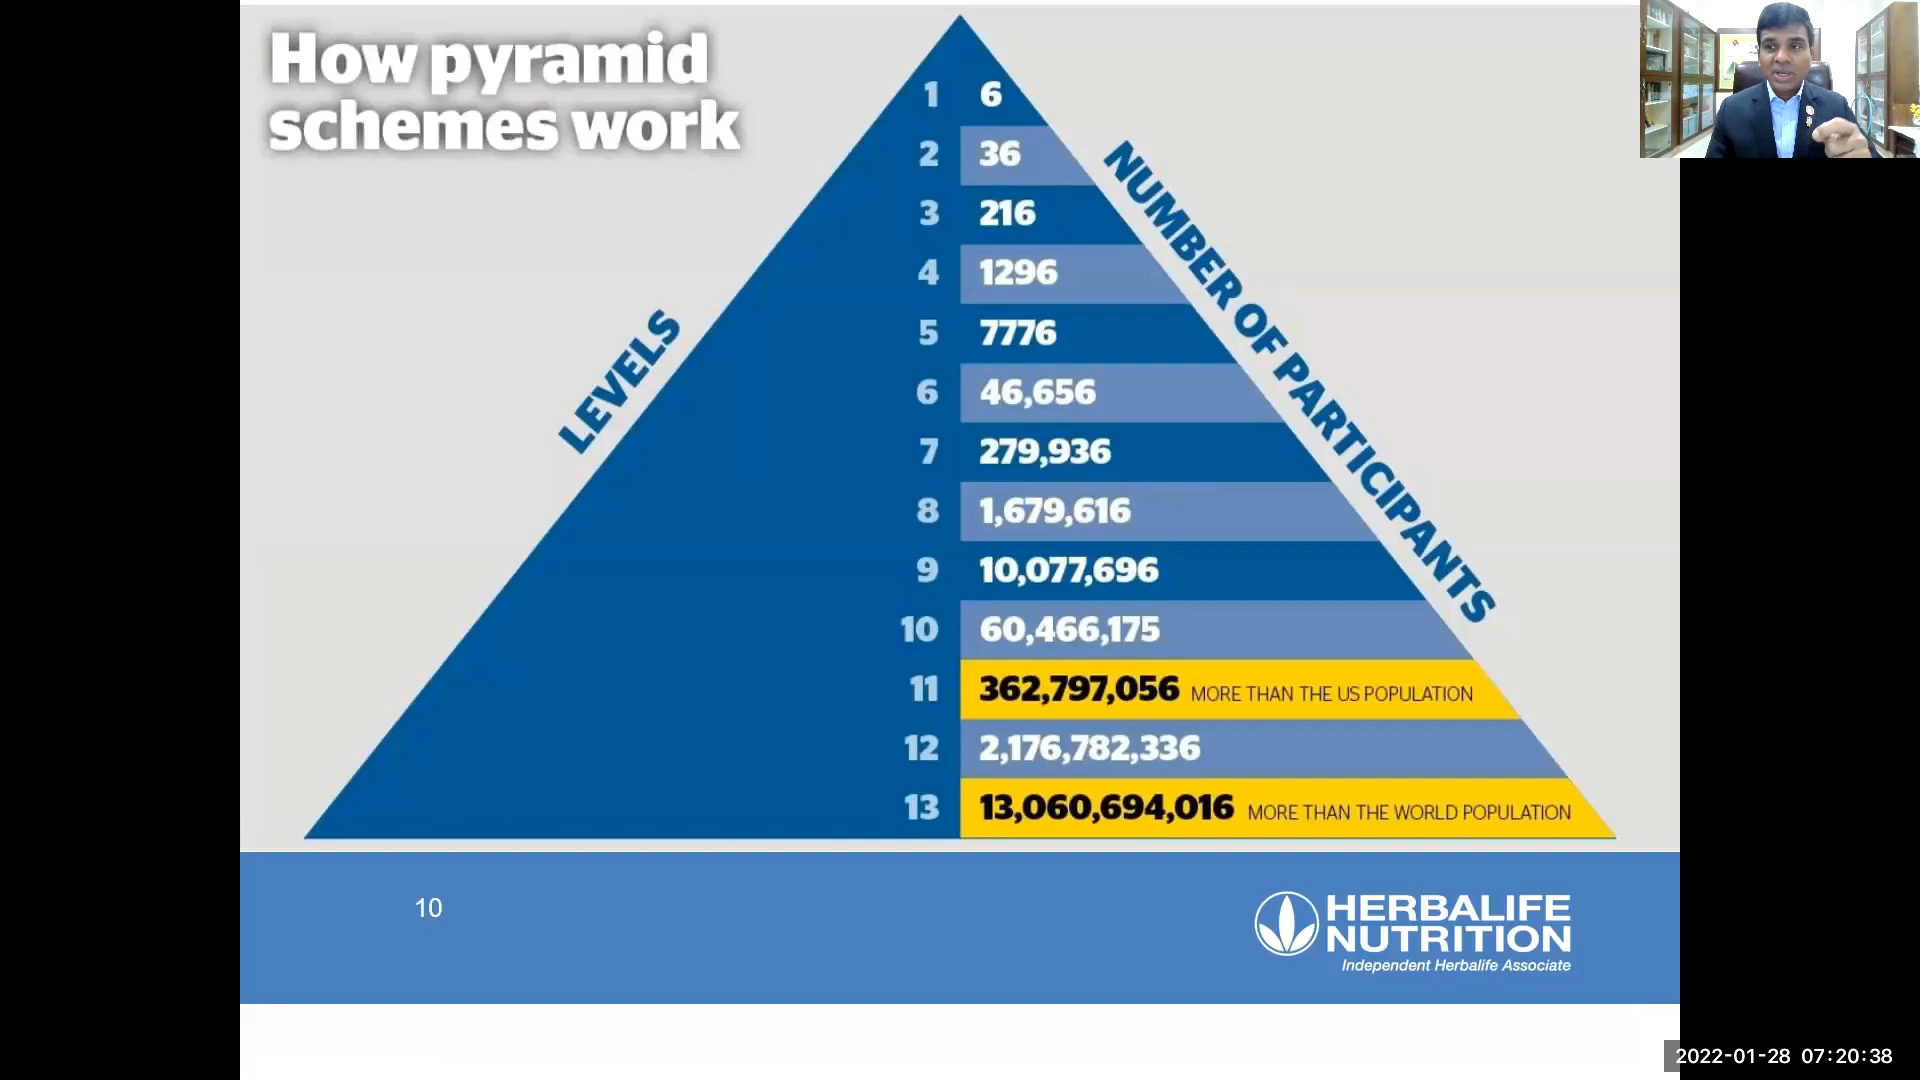 How pyramid
schemes work
LEVELS
NUMBER OF PARTICIPANTS
1 6
2 36
3 216
4 1296
5 7776
6 46,656
7 279,936
8 1,679,616
9 10,077,696
10 60,466,175
11 362,797,056 MORE THAN THE US POPULATION
12 2,176,782,336
13 13,060,694,016 MORE THAN THE WORLD POPULATION
10
HERBALIFE
NUTRITION
Independent Herbalife Associate
2022-01-28 07:20:38